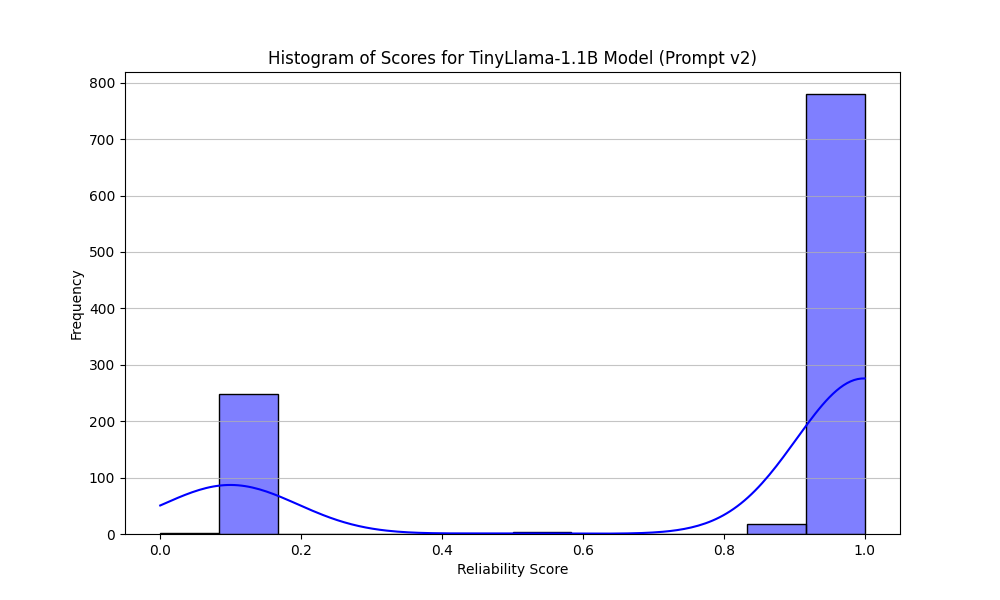 Histogram of Scores for TinyLlama-1.1B Model (Prompt v2)
800
700
600
500
400
300
200
100
0
Frequency
0.0 0.2 0.4 0.6 0.8 1.0
Reliability Score